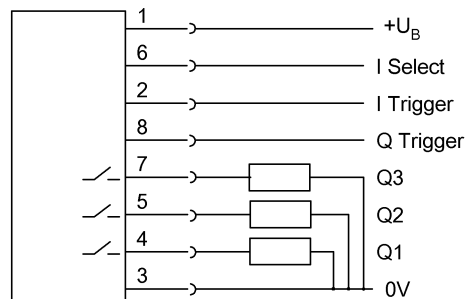 1 +UB
6 I Select
2 I Trigger
8 Q Trigger
7 Q3
5 Q2
4 Q1
3 0V